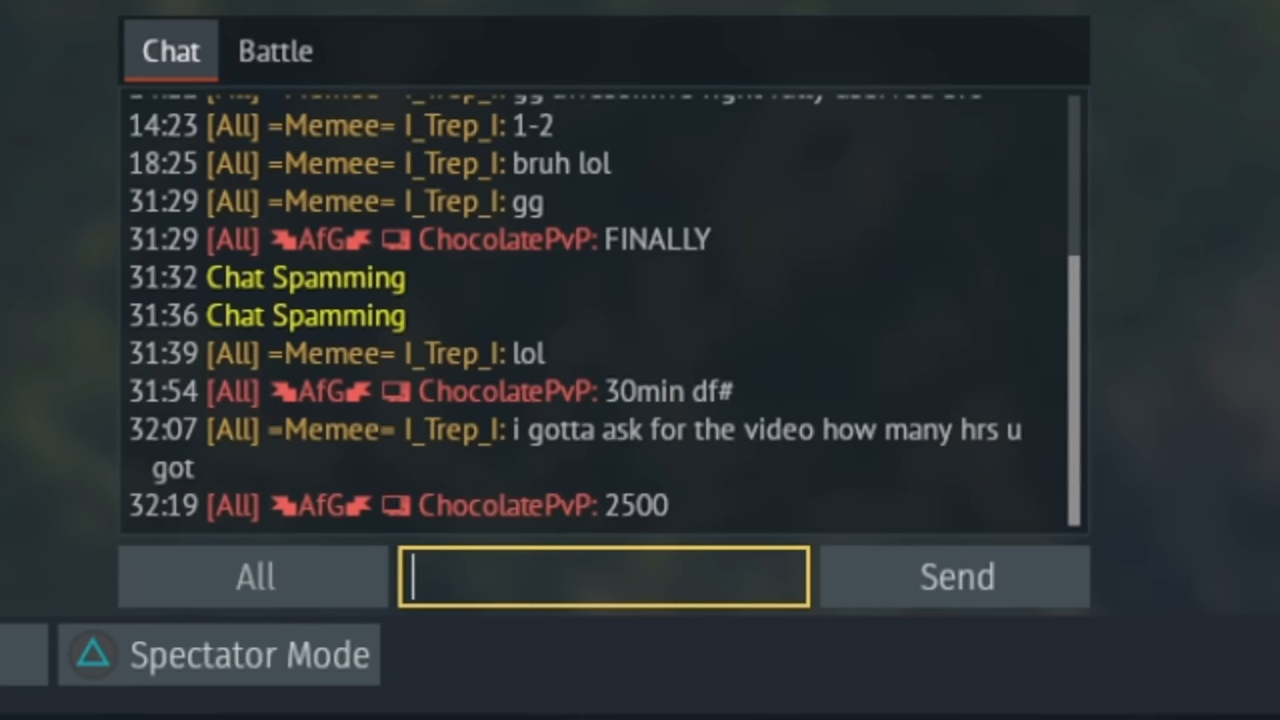 Chat Battle
[All] I_Trep_I: gg
14:23 [All] =Memee= I_Trep_I: 1-2
18:25 [All] =Memee= I_Trep_I: bruh lol
31:29 [All] =Memee= I_Trep_I: gg
31:29 [All] AfG ChocolatePvP: FINALLY
31:32 Chat Spamming
31:36 Chat Spamming
31:39 [All] =Memee= I_Trep_I: lol
31:54 [All] AfG ChocolatePvP: 30min df#
32:07 [All] =Memee= I_Trep_I: i gotta ask for the video how many hrs u
got
32:19 [All] AfG ChocolatePvP: 2500
All Send
Spectator Mode